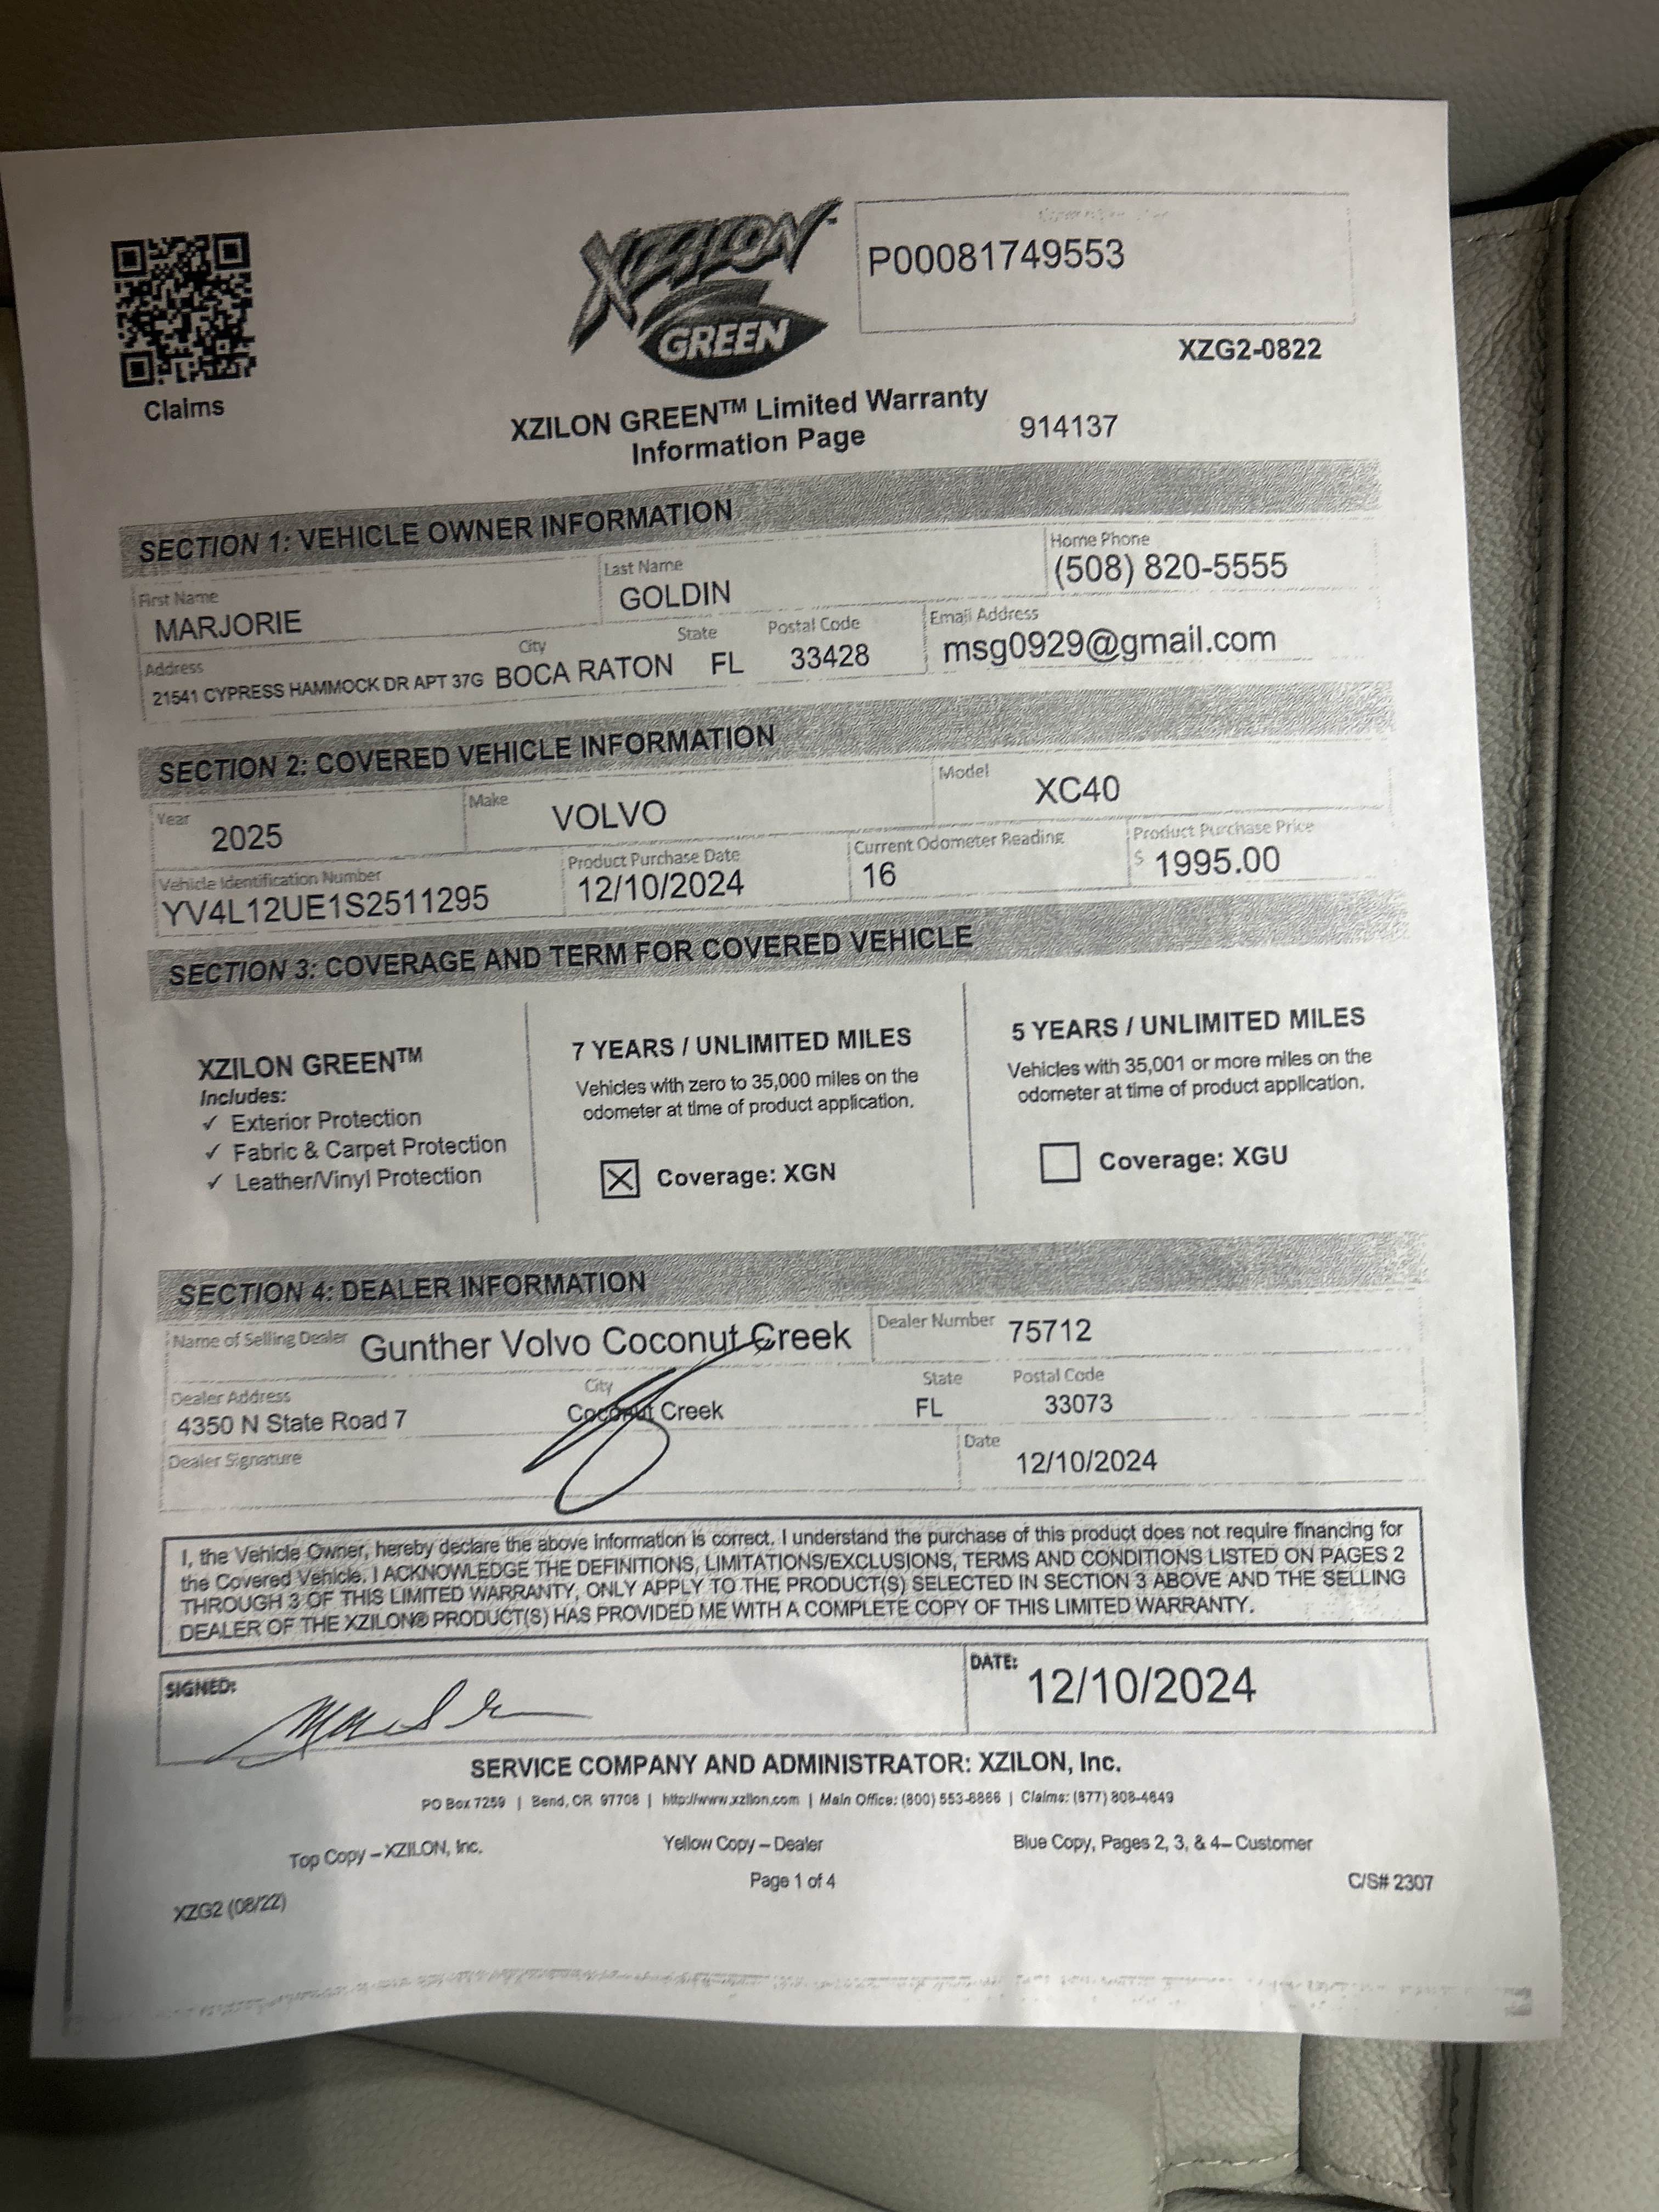 P00081749553
XZILON
GREEN
XZG2-0822
Claims
XZILON GREEN™ Limited Warranty
Information Page
914137
SECTION 1: VEHICLE OWNER INFORMATION
First Name
Last Name
Home Phone
MARJORIE
GOLDIN
(508) 820-5555
Address
City
State
Postal Code
Email Address
21541 CYPRESS HAMMOCK DR APT 37G BOCA RATON FL 33428 msg0929@gmail.com
SECTION 2: COVERED VEHICLE INFORMATION
Year
Make
Model
2025
VOLVO
XC40
Vehicle Identification Number
Product Purchase Date
Current Odometer Reading
Product Purchase Price
YV4L12UE1S2511295
12/10/2024
16
$ 1995.00
SECTION 3: COVERAGE AND TERM FOR COVERED VEHICLE
XZILON GREEN™
Includes:
✓ Exterior Protection
✓ Fabric & Carpet Protection
✓ Leather/Vinyl Protection
7 YEARS / UNLIMITED MILES
Vehicles with zero to 35,000 miles on the
odometer at time of product application.
☒ Coverage: XGN
5 YEARS / UNLIMITED MILES
Vehicles with 35,001 or more miles on the
odometer at time of product application.
☐ Coverage: XGU
SECTION 4: DEALER INFORMATION
Name of Selling Dealer Gunther Volvo Coconut Creek
Dealer Number 75712
Dealer Address
City
State
Postal Code
4350 N State Road 7
Coconut Creek
FL
33073
Dealer Signature
Date
12/10/2024
I, the Vehicle Owner, hereby declare the above information is correct. I understand the purchase of this product does not require financing for
the Covered Vehicle. I ACKNOWLEDGE THE DEFINITIONS, LIMITATIONS/EXCLUSIONS, TERMS AND CONDITIONS LISTED ON PAGES 2
THROUGH 3 OF THIS LIMITED WARRANTY, ONLY APPLY TO THE PRODUCT(S) SELECTED IN SECTION 3 ABOVE AND THE SELLING
DEALER OF THE XZILON® PRODUCT(S) HAS PROVIDED ME WITH A COMPLETE COPY OF THIS LIMITED WARRANTY.
SIGNED:
DATE:
12/10/2024
SERVICE COMPANY AND ADMINISTRATOR: XZILON, Inc.
PO Box 7259 | Bend, OR 97708 | http://www.xzilon.com | Main Office: (800) 553-8866 | Claims: (877) 808-4649
Top Copy – XZILON, Inc.
Yellow Copy – Dealer
Blue Copy, Pages 2, 3, & 4– Customer
Page 1 of 4
C/S# 2307
XZG2 (08/22)